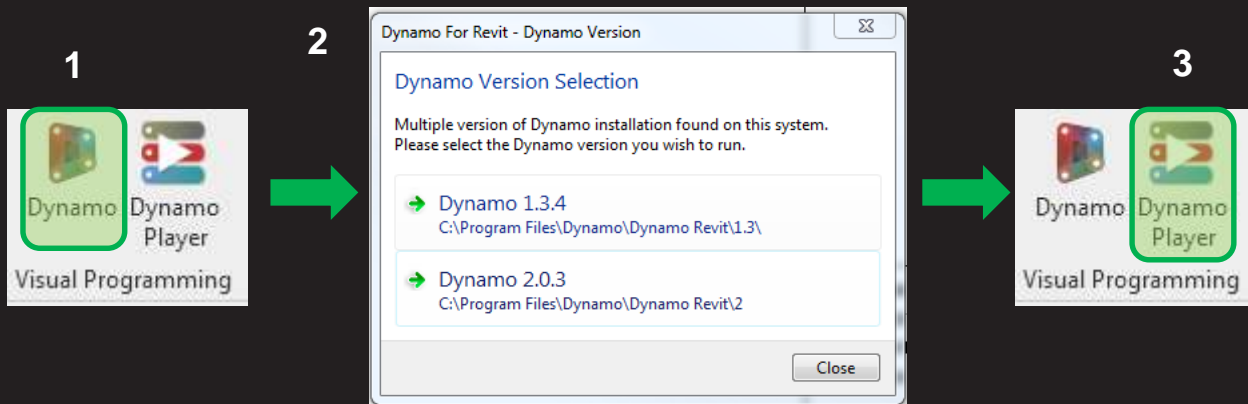 1
Dynamo Dynamo
Player
Visual Programming
2
Dynamo For Revit - Dynamo Version
Dynamo Version Selection
Multiple version of Dynamo installation found on this system.
Please select the Dynamo version you wish to run.
Dynamo 1.3.4
C:\Program Files\Dynamo\Dynamo Revit\1.3\
Dynamo 2.0.3
C:\Program Files\Dynamo\Dynamo Revit\2
Close
3
Dynamo Dynamo
Player
Visual Programming